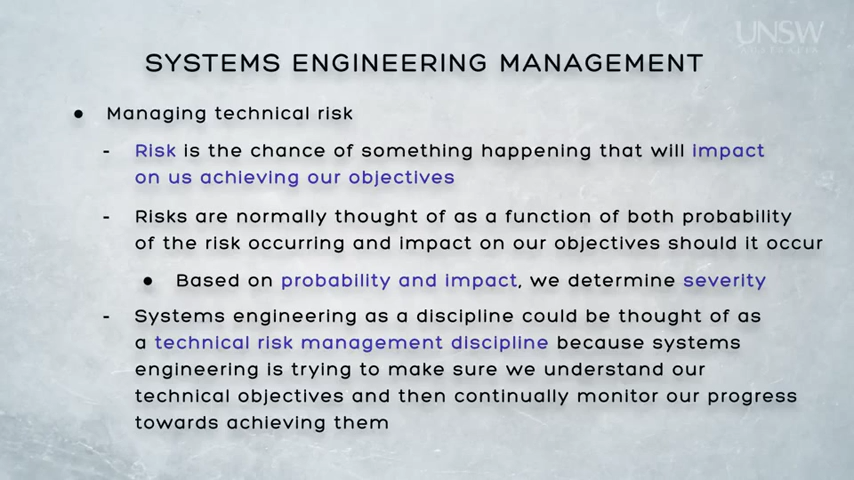 UNSW
AUSTRALIA
SYSTEMS ENGINEERING MANAGEMENT
● Managing technical risk
- Risk is the chance of something happening that will impact
on us achieving our objectives
- Risks are normally thought of as a function of both probability
of the risk occurring and impact on our objectives should it occur
● Based on probability and impact, we determine severity
- Systems engineering as a discipline could be thought of as
a technical risk management discipline because systems
engineering is trying to make sure we understand our
technical objectives and then continually monitor our progress
towards achieving them